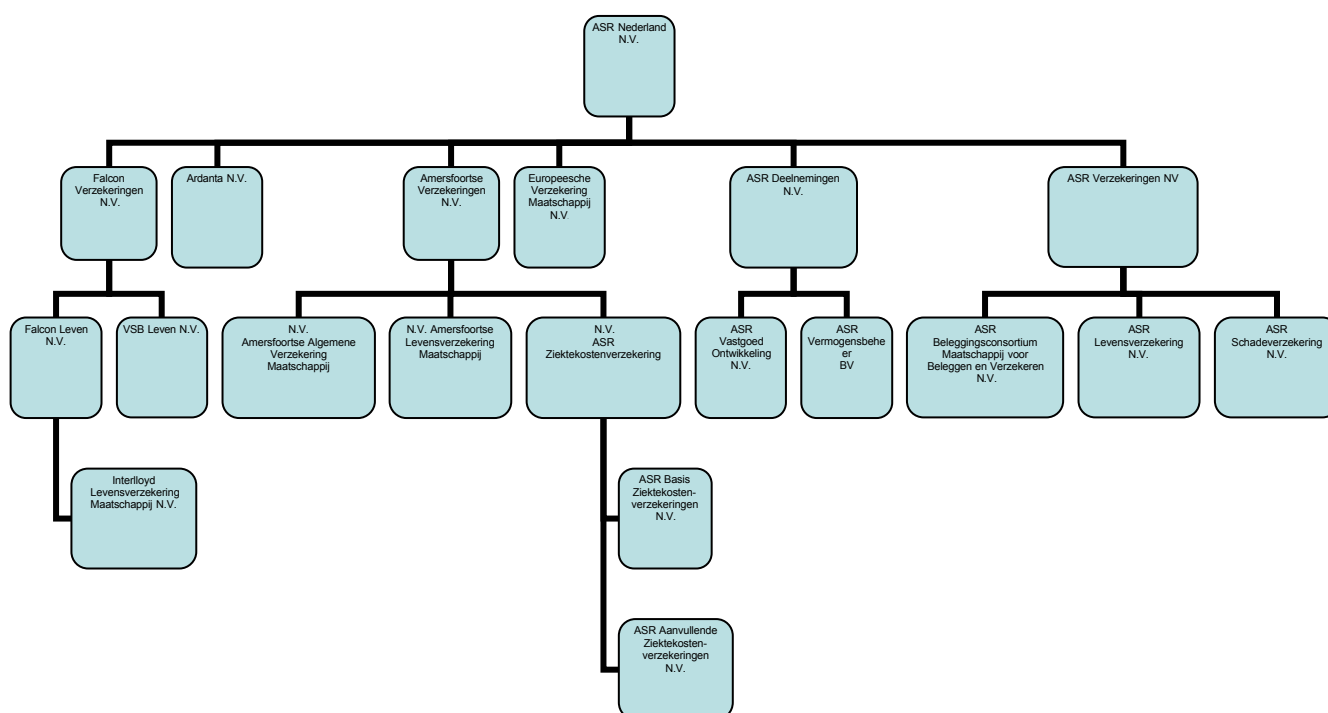 ASR Nederland
N.V.
Falcon
Verzekeringen
N.V.
Ardanta N.V.
Amersfoortse
Verzekeringen
N.V.
Europeesche
Verzekering
Maatschappij
N.V
ASR Deelnemingen
N.V.
ASR Verzekeringen NV
Falcon Leven
N.V.
VSB Leven N.V.
N.V.
Amersfoortse Algemene
Verzekering
Maatschappij
N.V. Amersfoortse
Levensverzekering
Maatschappij
N.V.
ASR
Ziektekostenverzekering
ASR
Vastgoed
Ontwikkeling
N.V.
ASR
Vermogensbehe
er
BV
ASR
Beleggingsconsortium
Maatschappij voor
Beleggen en Verzekeren
N.V.
ASR
Levensverzekering
N.V.
ASR
Schadeverzekering
N.V.
Interlloyd
Levensverzekering
Maatschappij N.V.
ASR Basis
Ziektekosten-
verzekeringen
N.V.
ASR Aanvullende
Ziektekosten-
verzekeringen
N.V.